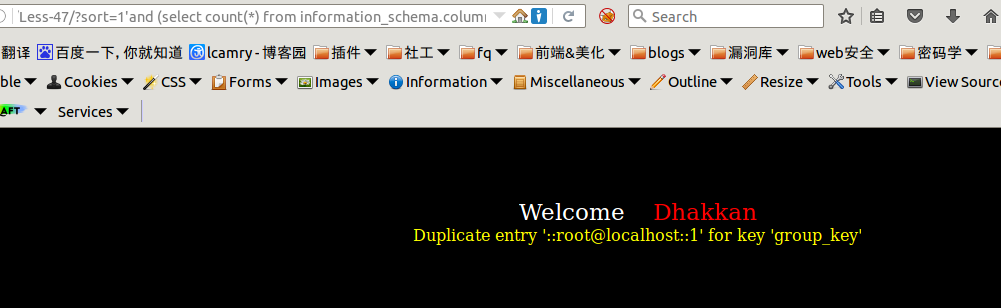 Less-47/?sort=1'and (select count(*) from information_schema.column
Search
翻译 百度一下,你就知道 lcamry - 博客园 插件 社工 fq 前端&美化 blogs 漏洞库 web安全 密码学
ble Cookies CSS Forms Images Information Miscellaneous Outline Resize Tools View Source
AFT Services
Welcome Dhakkan
Duplicate entry '::root@localhost::1' for key 'group_key'